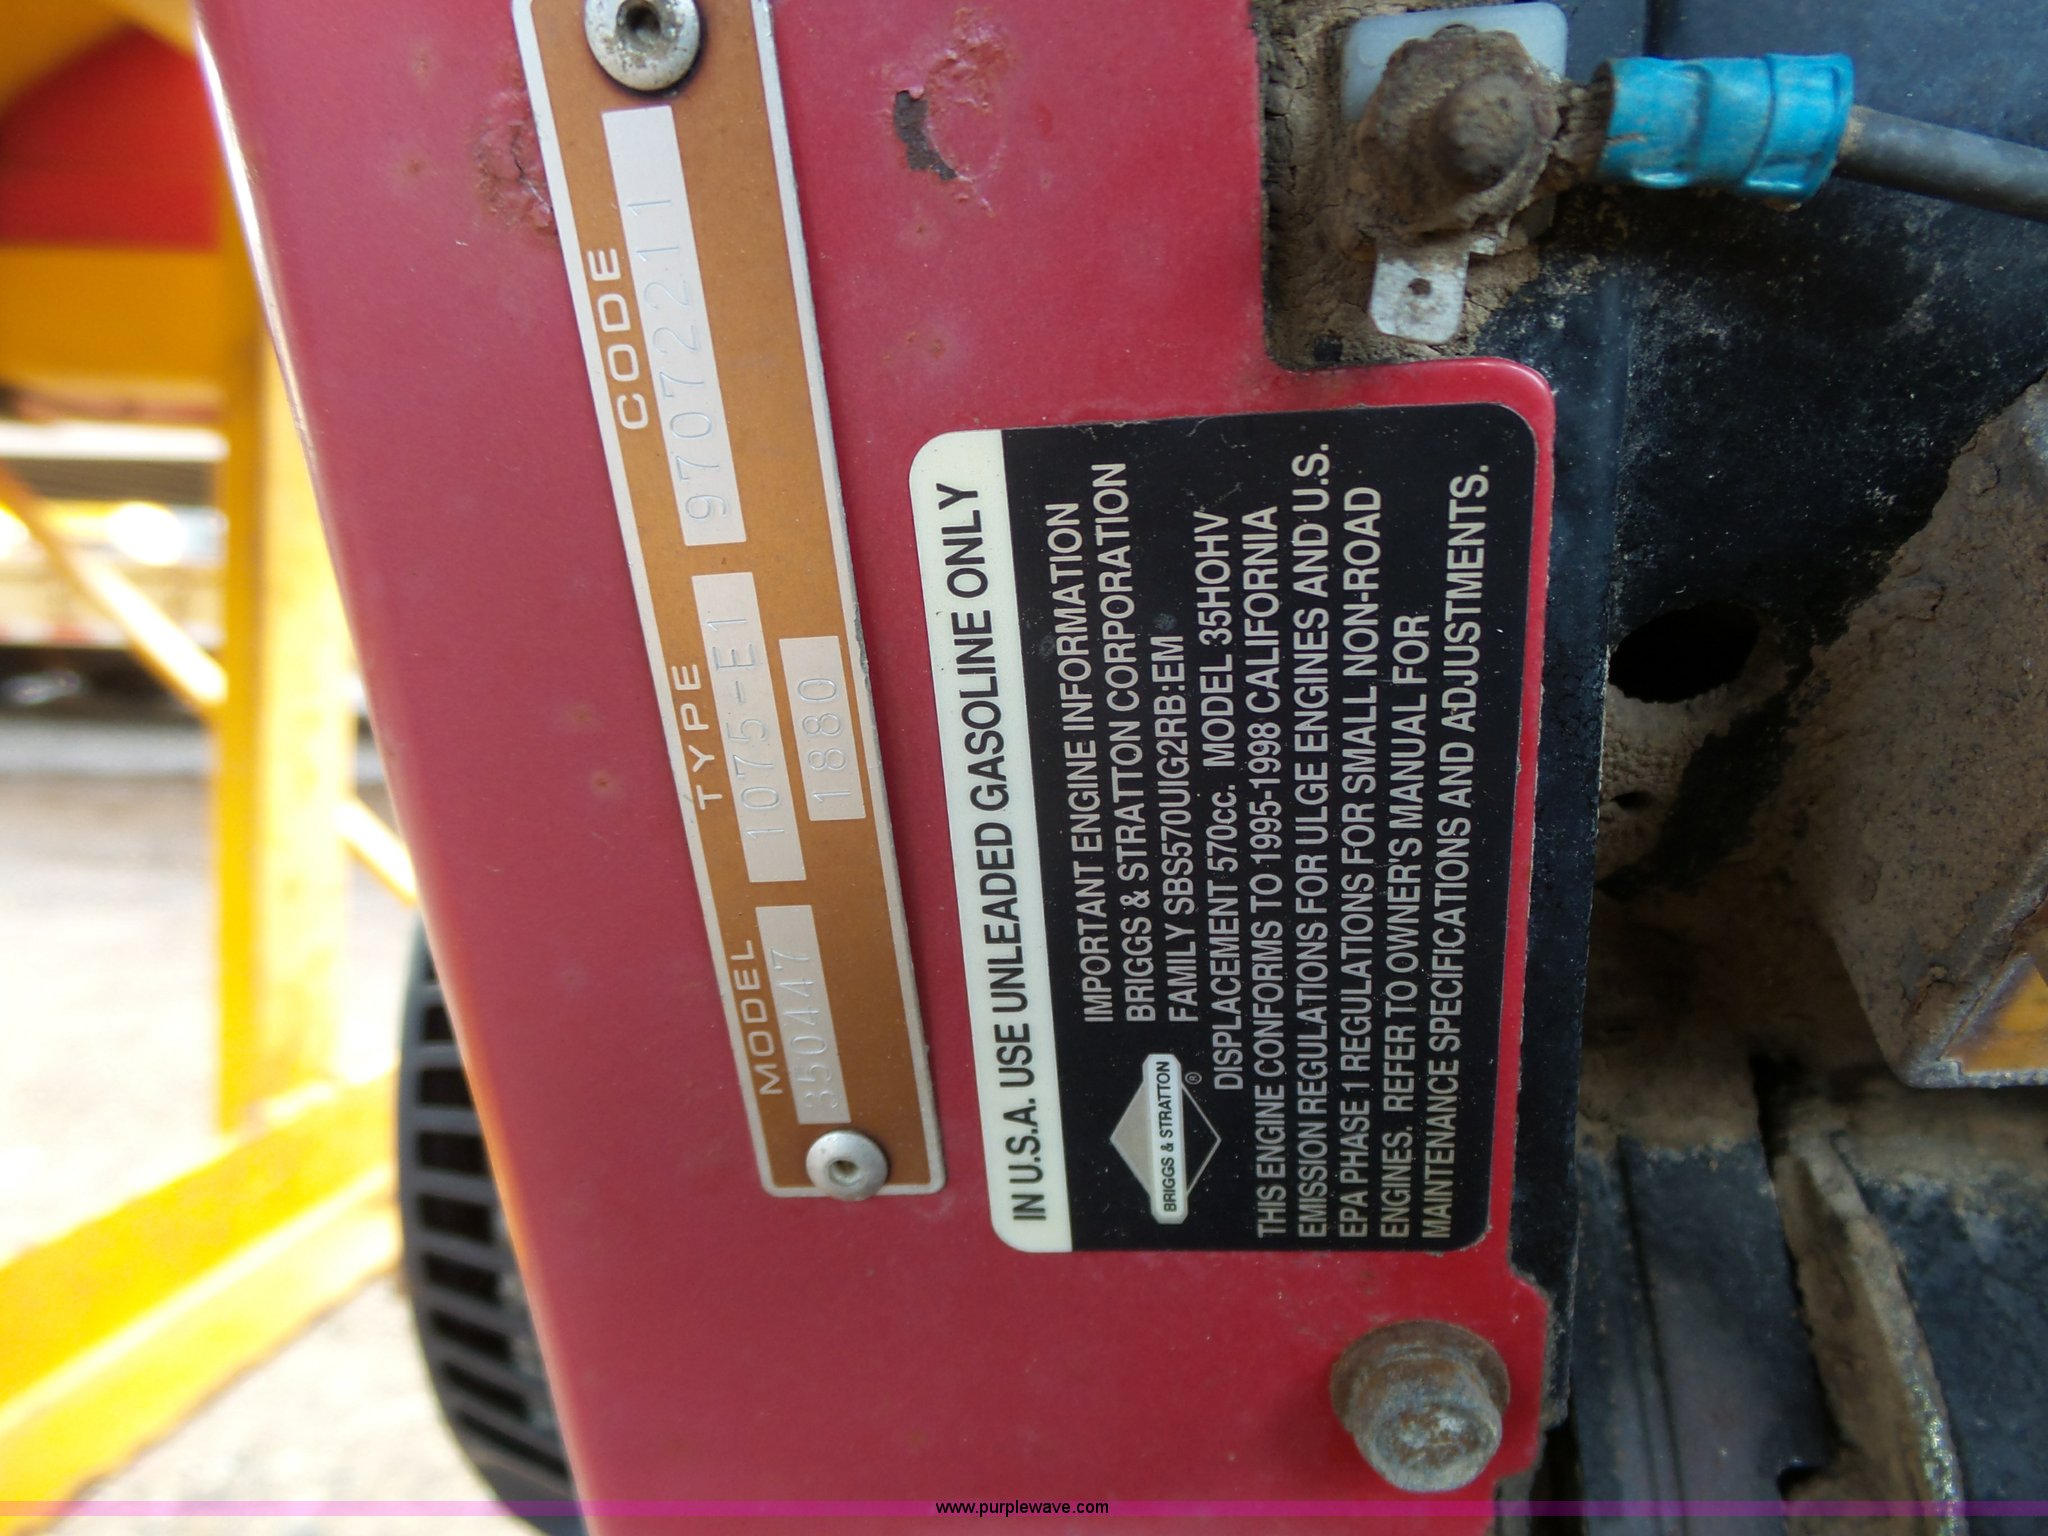 MODEL TYPE CODE
350447 1075-E1 97072211
1880
IN U.S.A. USE UNLEADED GASOLINE ONLY
IMPORTANT ENGINE INFORMATION
BRIGGS & STRATTON CORPORATION
FAMILY SBS570UIG2RB:EM
DISPLACEMENT 570cc. MODEL 35HOHV
BRIGGS & STRATTON
®
THIS ENGINE CONFORMS TO 1995-1998 CALIFORNIA
EMISSION REGULATIONS FOR ULGE ENGINES AND U.S.
EPA PHASE 1 REGULATIONS FOR SMALL NON-ROAD
ENGINES. REFER TO OWNER'S MANUAL FOR
MAINTENANCE SPECIFICATIONS AND ADJUSTMENTS.
www.purplewave.com